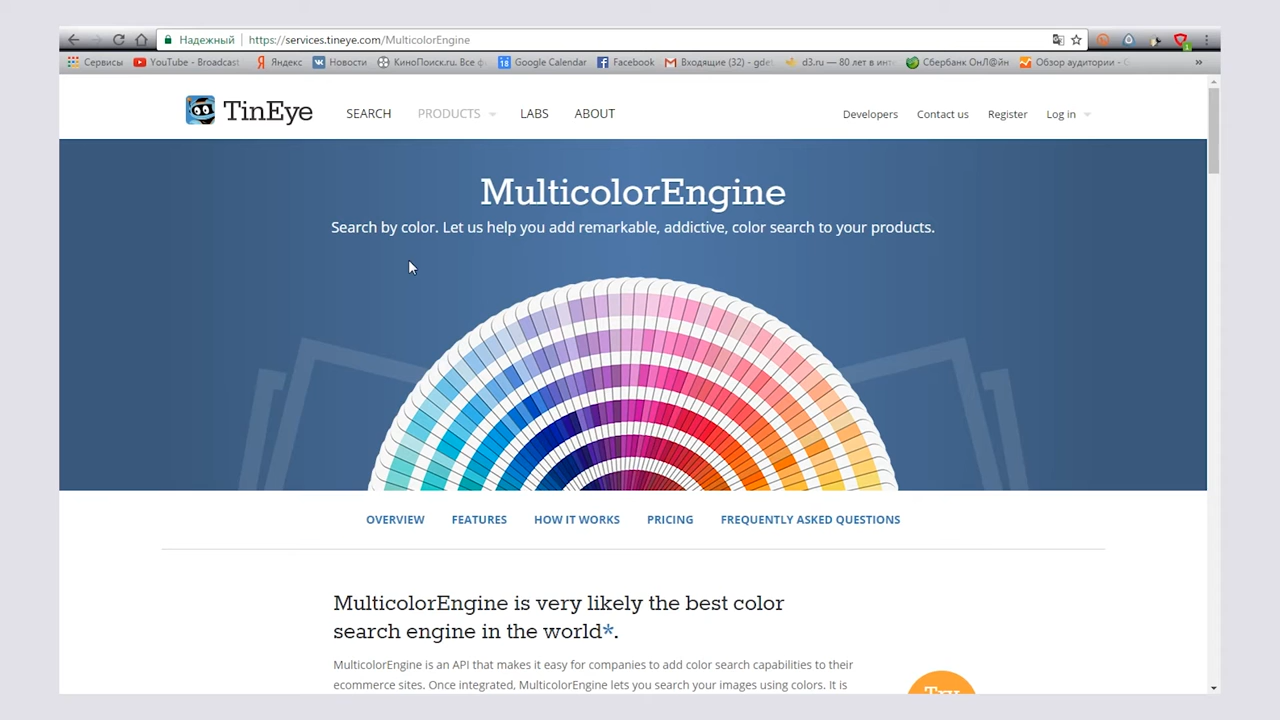 Надежный https://services.tineye.com/MulticolorEngine
Сервисы YouTube - Broadcast Яндекс Новости КиноПоиск.ru. Все ф Google Calendar Facebook Входящие (32) - gdes d3.ru — 80 лет в инте Сбербанк ОнЛ@йн Обзор аудитории - G »
TinEye SEARCH PRODUCTS LABS ABOUT Developers Contact us Register Log in
MulticolorEngine
Search by color. Let us help you add remarkable, addictive, color search to your products.
OVERVIEW FEATURES HOW IT WORKS PRICING FREQUENTLY ASKED QUESTIONS
MulticolorEngine is very likely the best color
search engine in the world*.
MulticolorEngine is an API that makes it easy for companies to add color search capabilities to their
ecommerce sites. Once integrated, MulticolorEngine lets you search your images using colors. It is
Try